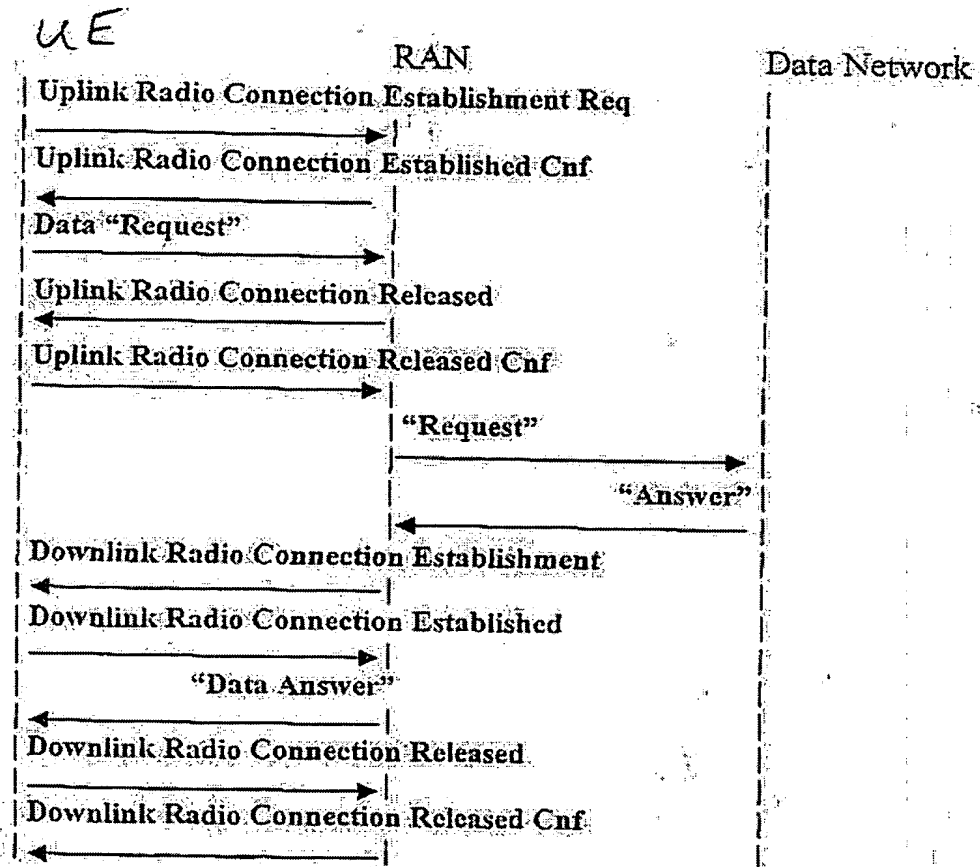 UE
RAN
Data Network
Uplink Radio Connection Establishment Req
Uplink Radio Connection Established Cnf
Data “Request”
Uplink Radio Connection Released
Uplink Radio Connection Released Cnf
“Request”
“Answer”
Downlink Radio Connection Establishment
Downlink Radio Connection Established
“Data Answer”
Downlink Radio Connection Released
Downlink Radio Connection Released Cnf